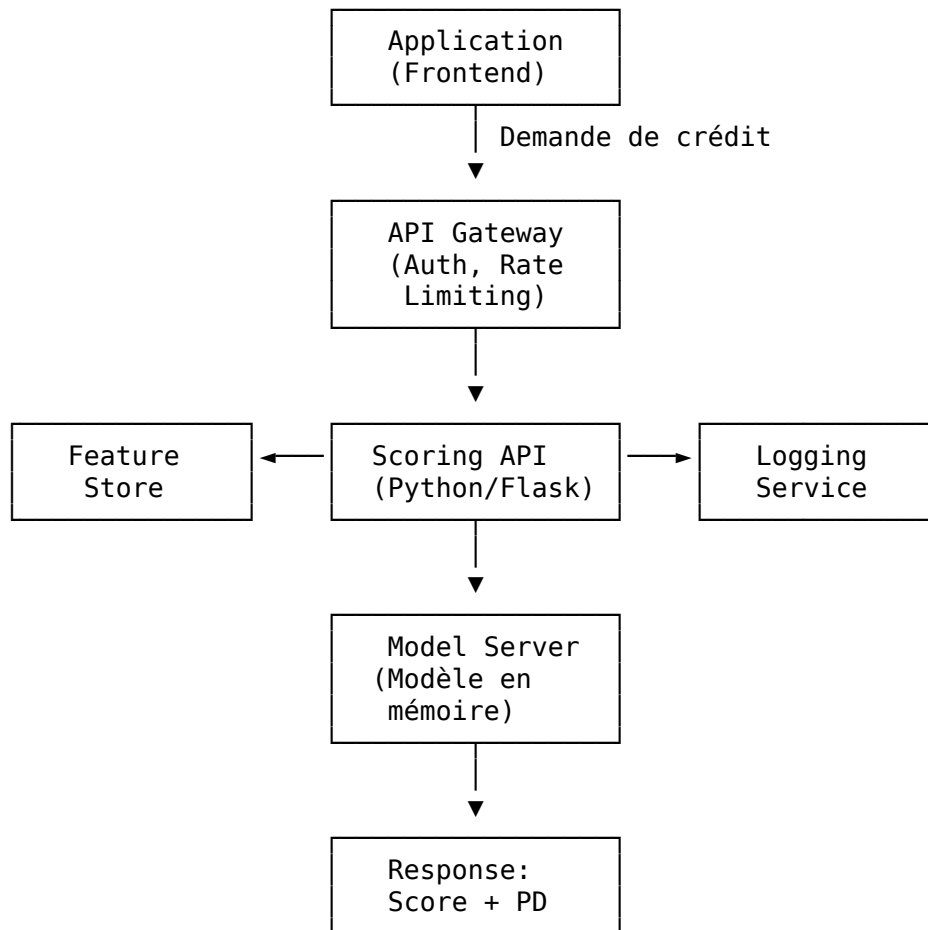 Application
(Frontend)
Demande de crédit
API Gateway
(Auth, Rate
Limiting)
Feature
Store
Scoring API
(Python/Flask)
Logging
Service
Model Server
(Modèle en
mémoire)
Response:
Score + PD